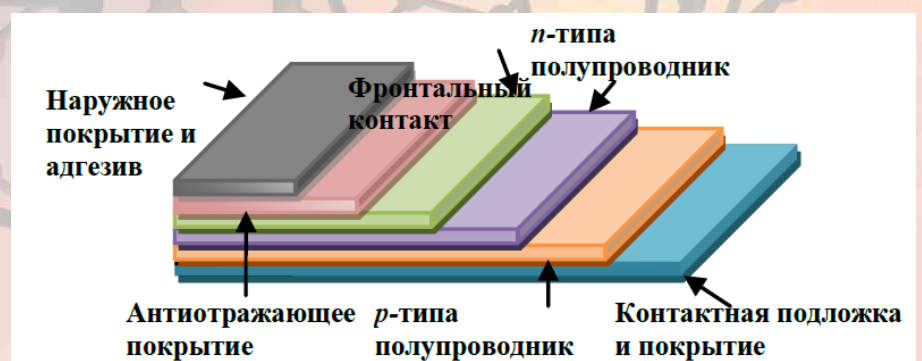 n-типа
полупроводник
Наружное
покрытие и
адгезив
Фронтальный
контакт
Антиотражающее
покрытие
p-типа
полупроводник
Контактная подложка
и покрытие